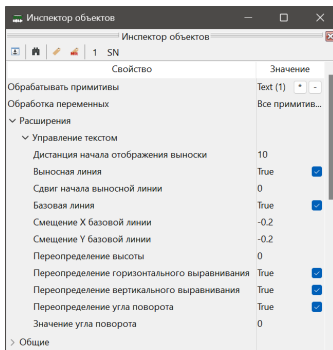 Инспектор объектов
Инспектор объектов
1 SN
Свойство Значение
Обрабатывать примитивы Text (1) * -
Обработка переменных Все примитив...
Расширения
Управление текстом
Дистанция начала отображения выноски 10
Выносная линия True
Сдвиг начала выносной линии 0
Базовая линия True
Смещение X базовой линии -0.2
Смещение Y базовой линии -0.2
Переопределение высоты 0
Переопределение горизонтального выравнивания True
Переопределение вертикального выравнивания True
Переопределение угла поворота True
Значение угла поворота 0
Общие